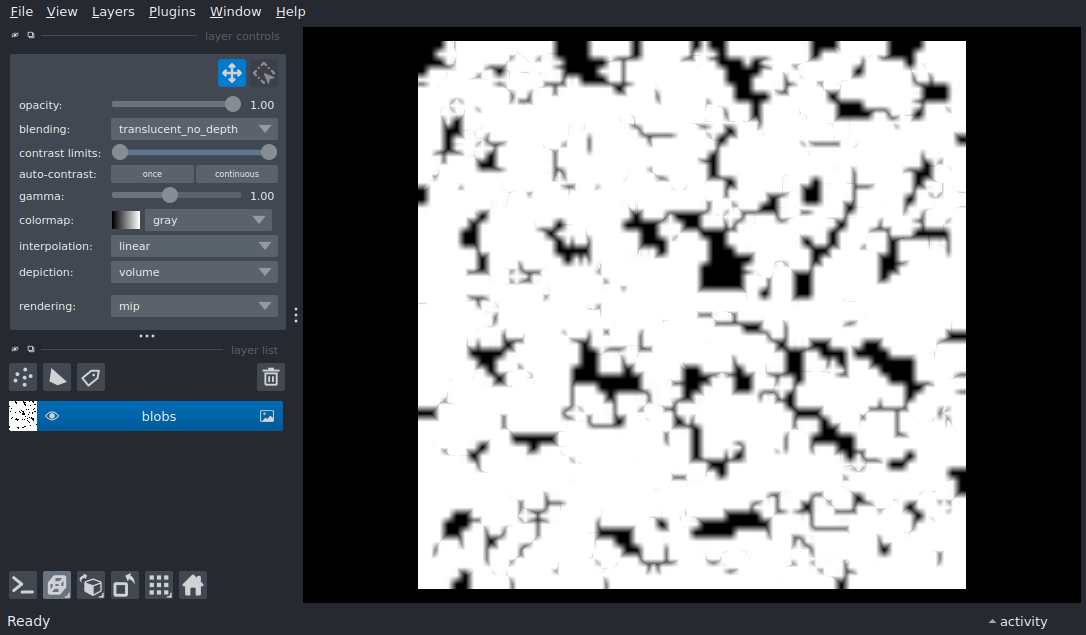 File View Layers Plugins Window Help
layer controls
opacity: 1.00
blending: translucent_no_depth
contrast limits:
auto-contrast: once continuous
gamma: 1.00
colormap: gray
interpolation: linear
depiction: volume
rendering: mip
layer list
blobs
Ready activity